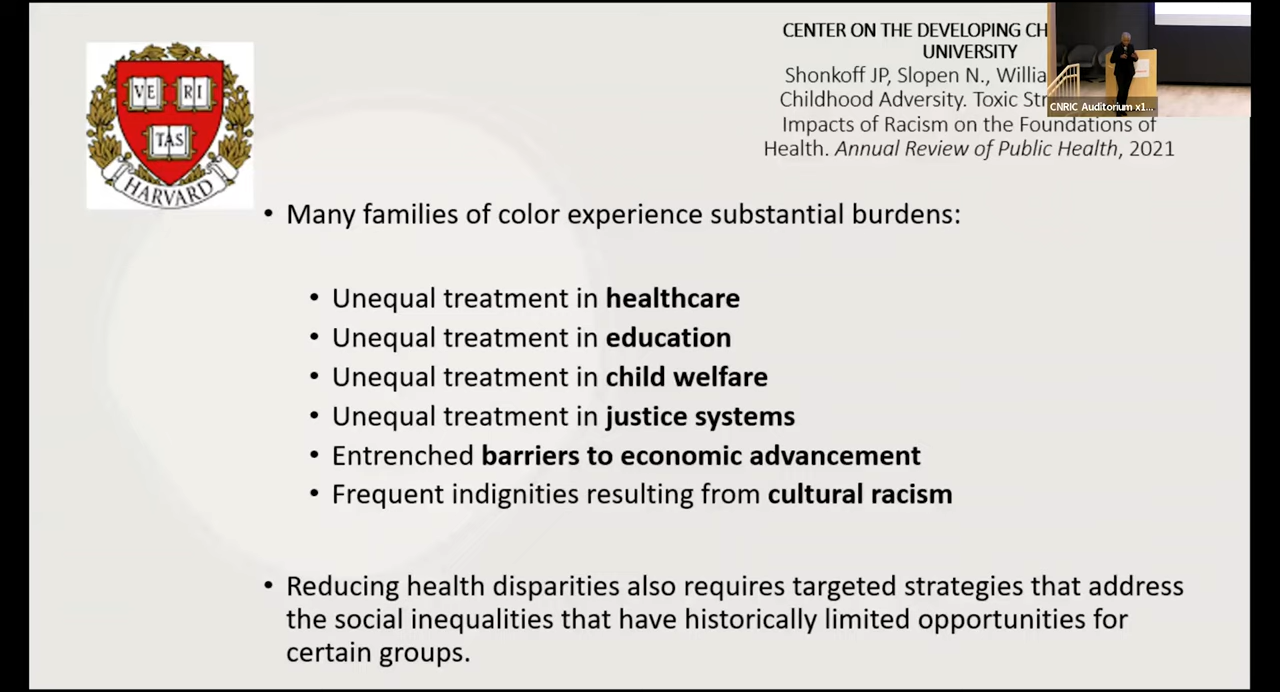 VE RI
TAS
HARVARD
CENTER ON THE DEVELOPING
UNIVERSITY
Shonkoff JP, Slopen N.,
Childhood Adversity. Toxic
Impacts of Racism on the Foundations of
Health. Annual Review of Public Health, 2021
CNRIC Auditorium x1...
• Many families of color experience substantial burdens:
• Unequal treatment in healthcare
• Unequal treatment in education
• Unequal treatment in child welfare
• Unequal treatment in justice systems
• Entrenched barriers to economic advancement
• Frequent indignities resulting from cultural racism
• Reducing health disparities also requires targeted strategies that address
the social inequalities that have historically limited opportunities for
certain groups.